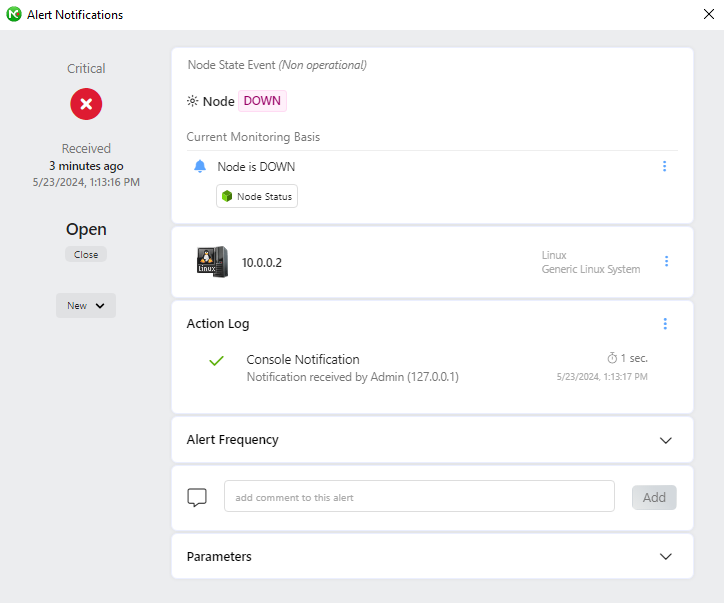 Alert Notifications
Critical
Received
3 minutes ago
5/23/2024, 1:13:16 PM
Open
Close
New
Node State Event (Non operational)
Node DOWN
Current Monitoring Basis
Node is DOWN
Node Status
Linux
10.0.0.2
Linux
Generic Linux System
Action Log
Console Notification
1 sec.
Notification received by Admin (127.0.0.1)
5/23/2024, 1:13:17 PM
Alert Frequency
add comment to this alert
Add
Parameters